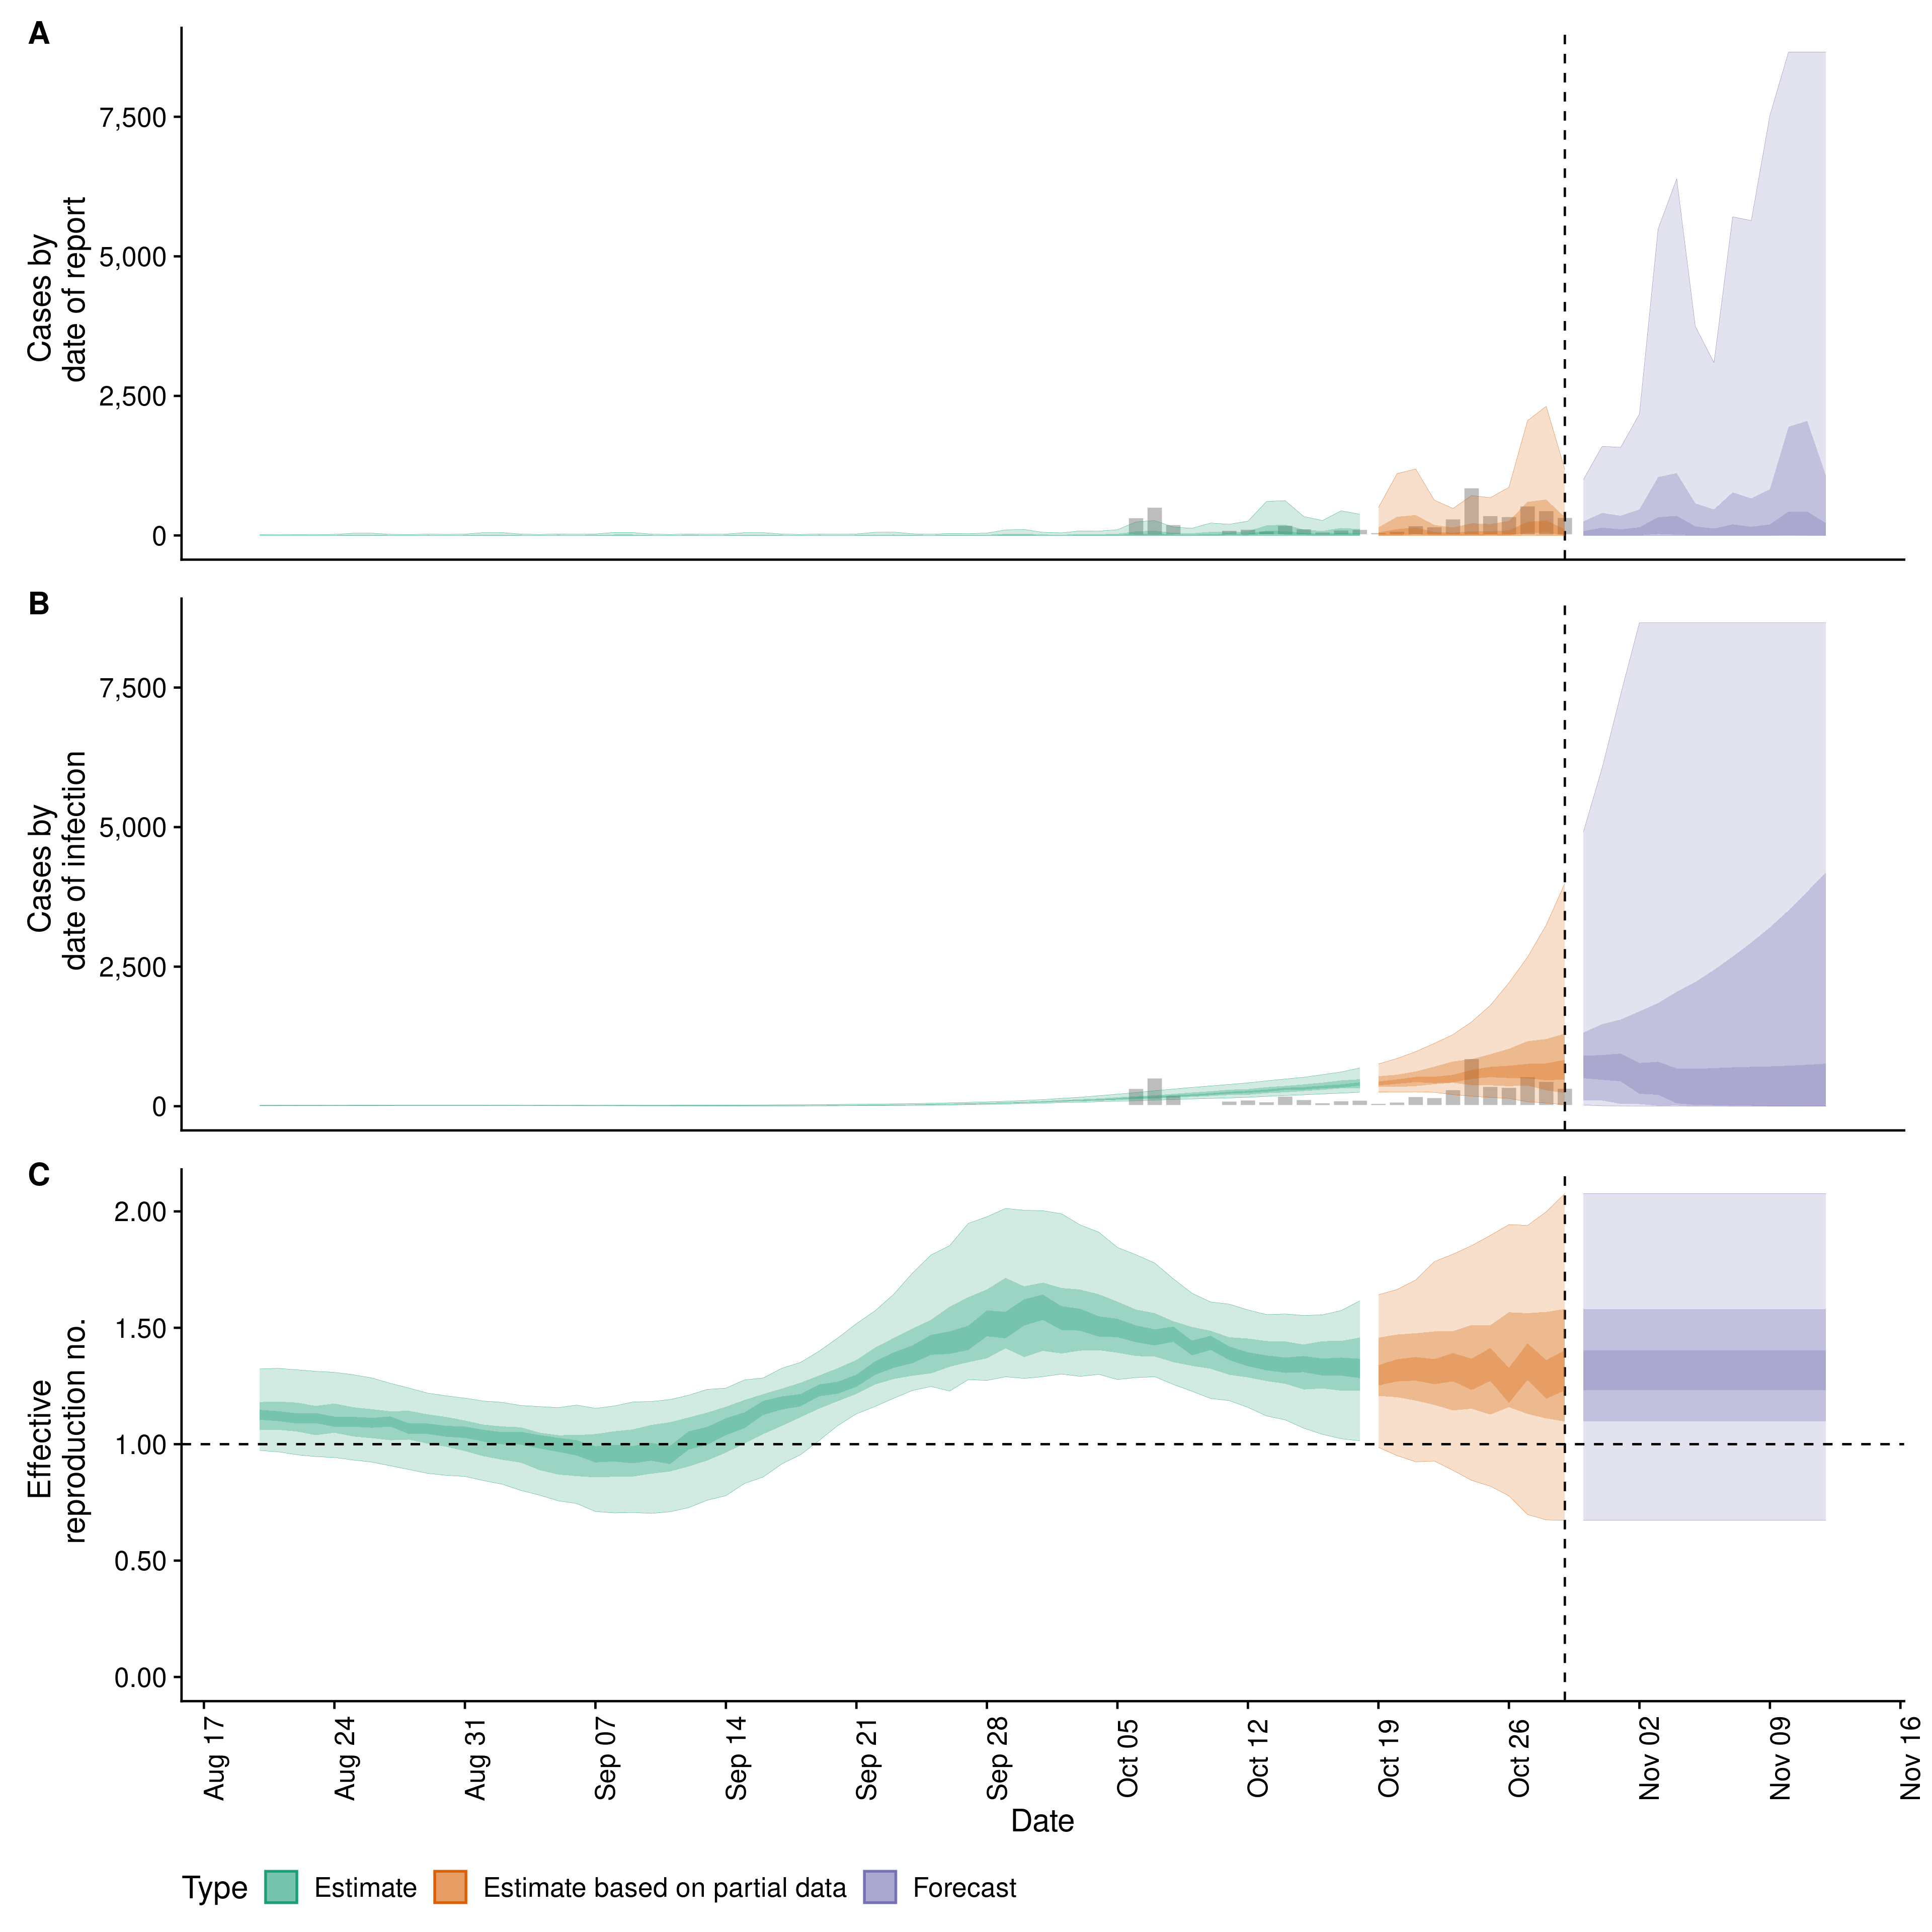 A
Cases by
date of report
7,500
5,000
2,500
0
B
Cases by
date of infection
7,500
5,000
2,500
0
C
Effective
reproduction no.
2.00
1.50
1.00
0.50
0.00
Aug 17
Aug 24
Aug 31
Sep 07
Sep 14
Sep 21
Sep 28
Oct 05
Oct 12
Oct 19
Oct 26
Nov 02
Nov 09
Nov 16
Date
Type Estimate Estimate based on partial data Forecast